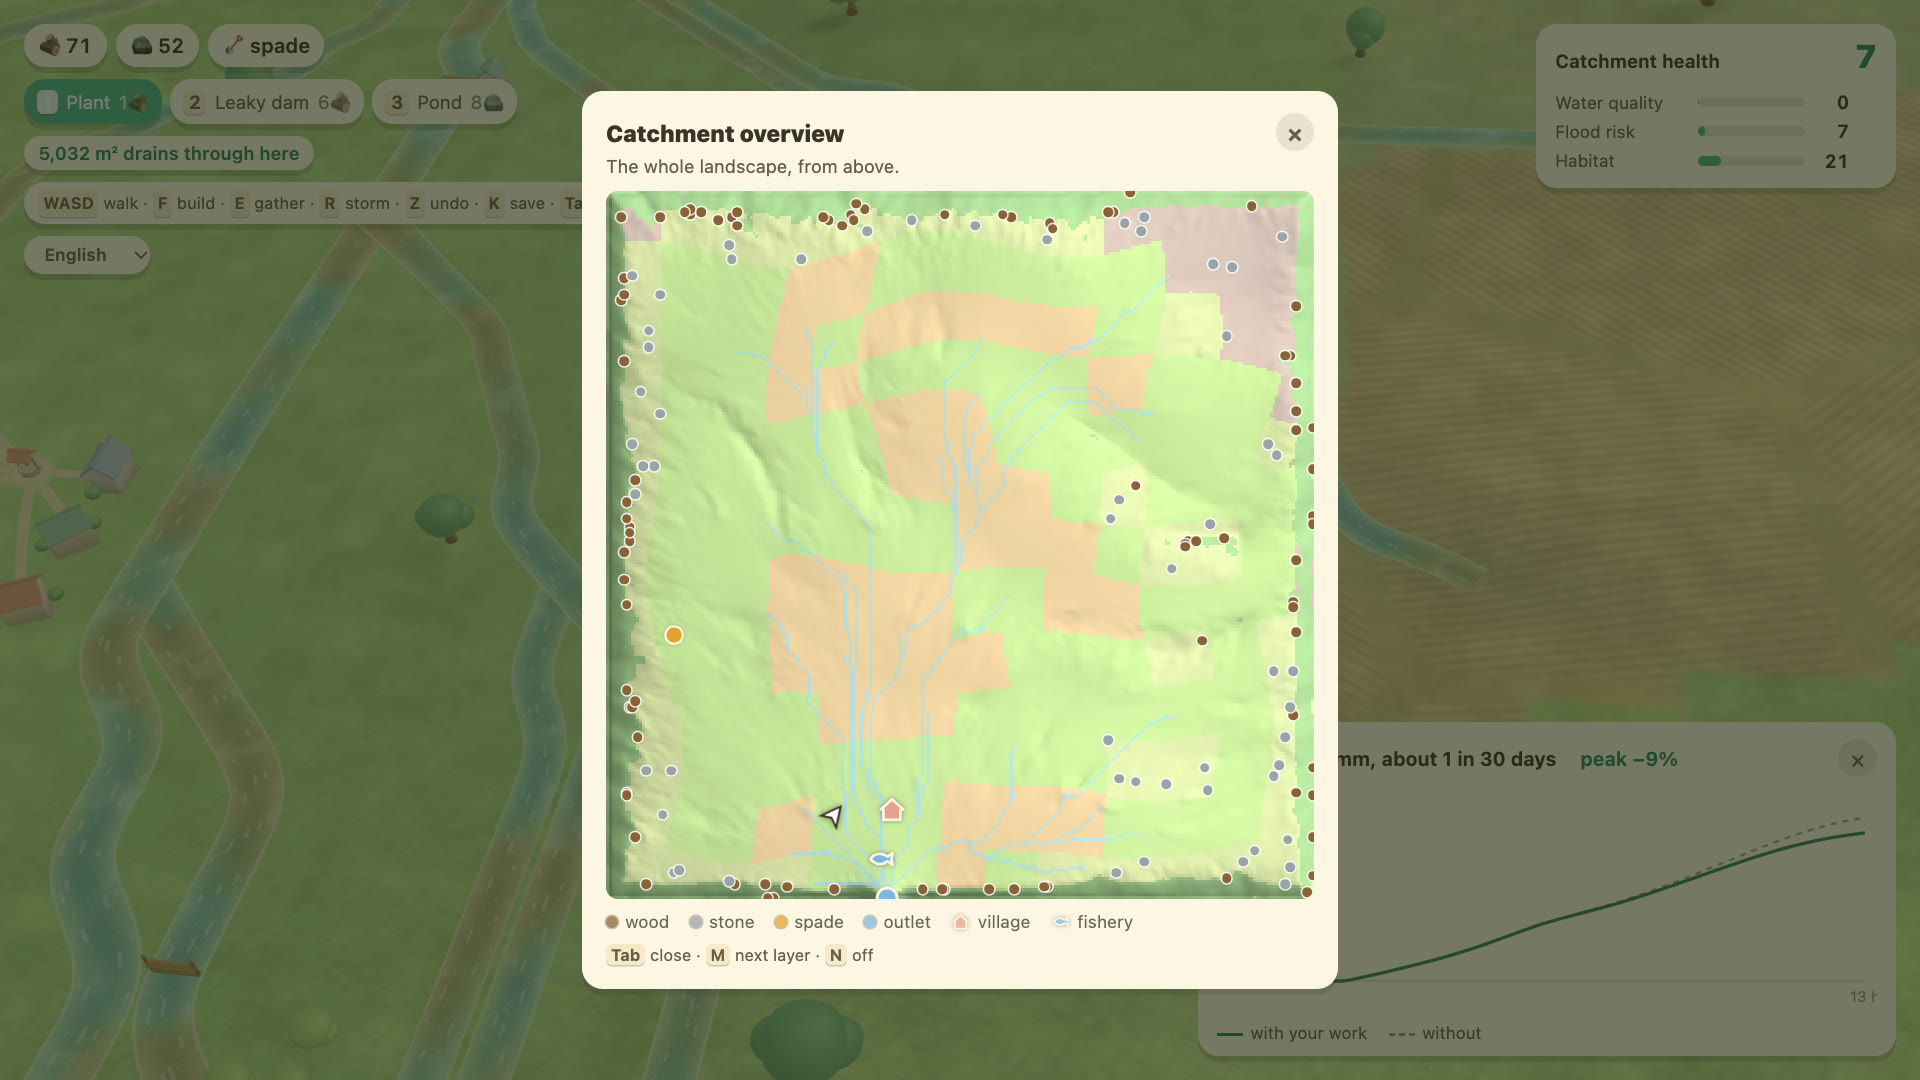 71
52
spade
1 Plant 1
2 Leaky dam 6
3 Pond 8
5,032 m² drains through here
WASD walk · F build · E gather · R storm · Z undo · K save · Ta
English
Catchment overview
The whole landscape, from above.
wood
stone
spade
outlet
village
fishery
Tab close · M next layer · N off
Catchment health 7
Water quality 0
Flood risk 7
Habitat 21
mm, about 1 in 30 days peak −9%
13 h
with your work
without